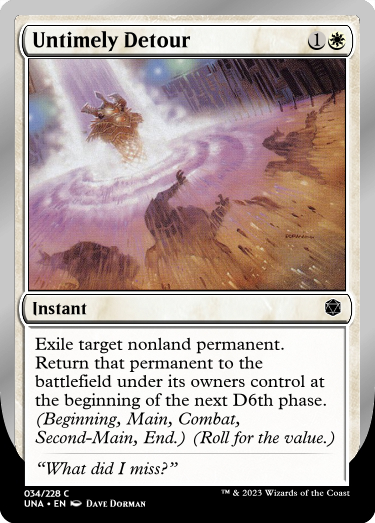 Untimely Detour 1
Instant
Exile target nonland permanent.
Return that permanent to the
battlefield under its owners control at
the beginning of the next D6th phase.
(Beginning, Main, Combat,
Second-Main, End.) (Roll for the value.)
“What did I miss?”
034/228 C ™ & 2023 Wizards of the Coast
UNA • EN Dave Dorman